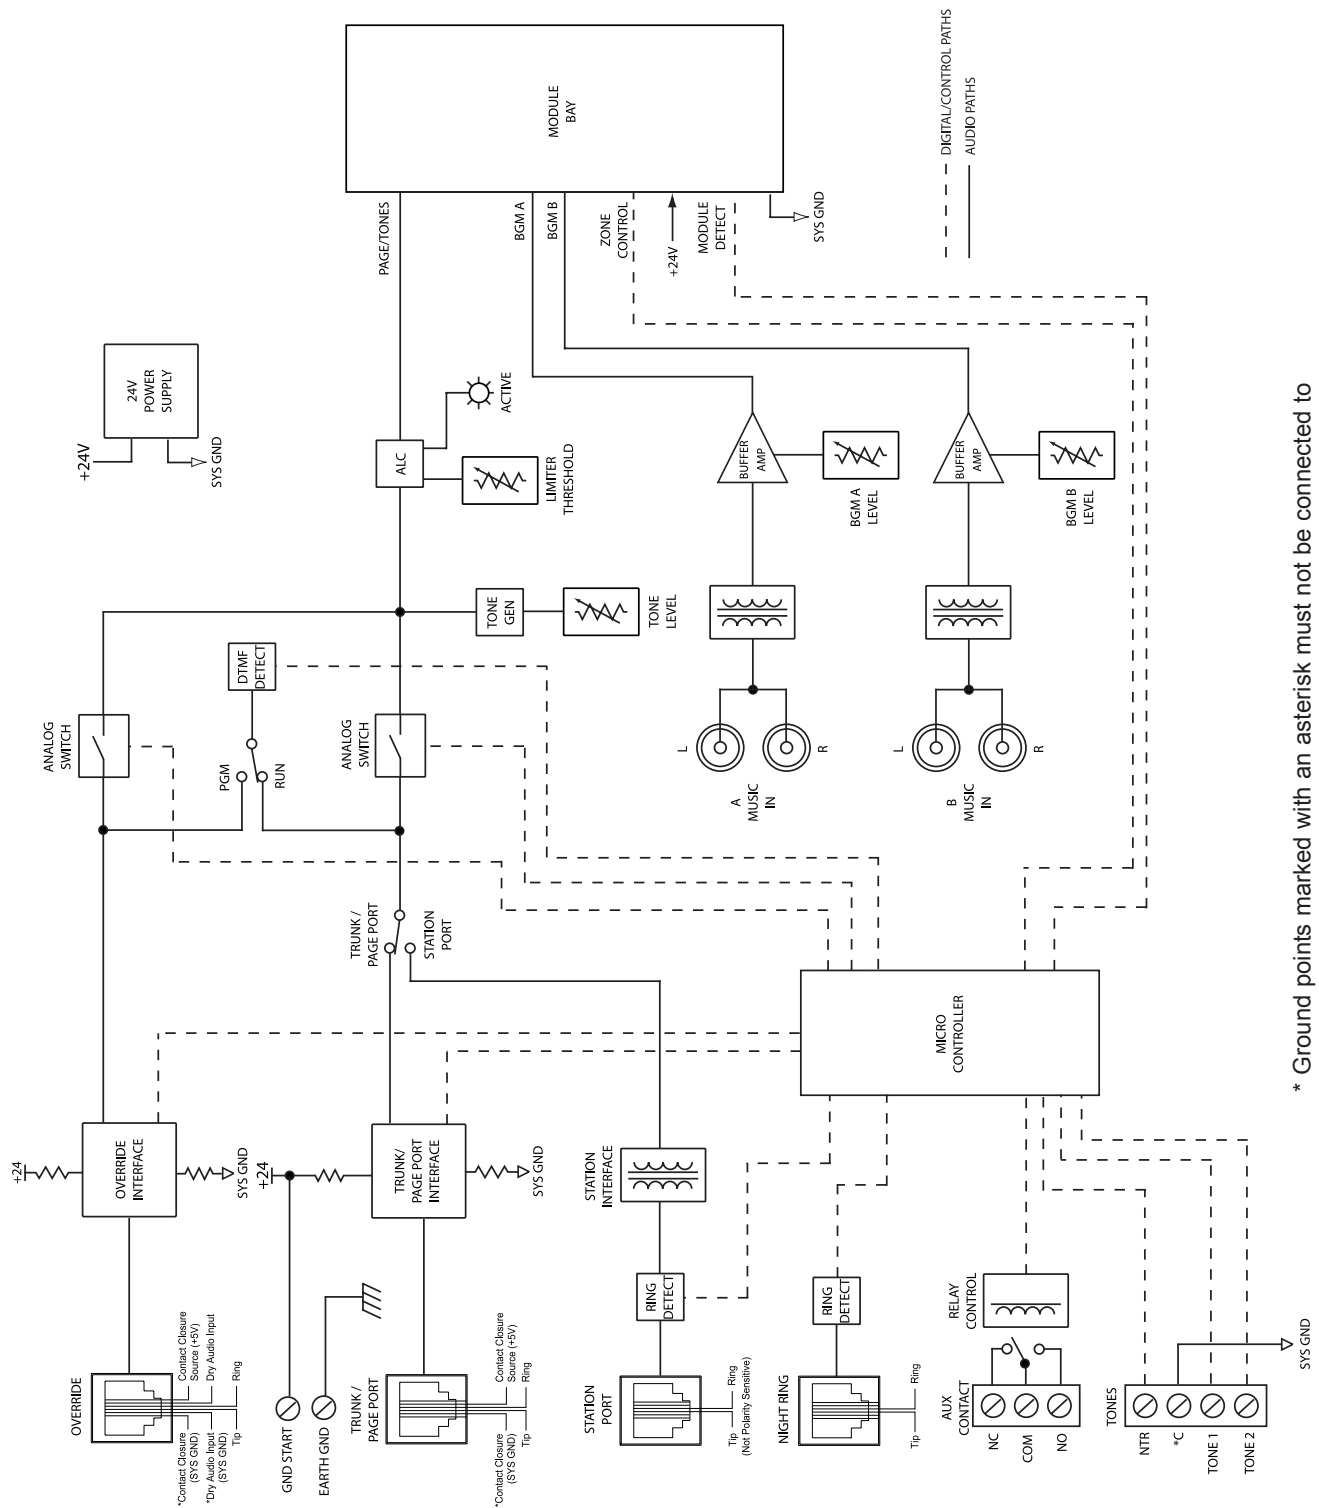 OVERRIDE
*Contact Closure
(SYS GND)
*Dry Audio Input
(SYS GND)
Tip
Contact Closure
Source (+5V)
Dry Audio Input
Ring
+24
OVERRIDE
INTERFACE
SYS GND
ANALOG
SWITCH
+24V
24V
POWER
SUPPLY
SYS GND
GND START
EARTH GND
+24
TRUNK /
PAGE PORT
*Contact Closure
(SYS GND)
Tip
Contact Closure
Source (+5V)
Ring
TRUNK/
PAGE PORT
INTERFACE
SYS GND
TRUNK /
PAGE PORT
STATION
PORT
PGM
RUN
DTMF
DETECT
ANALOG
SWITCH
TONE
GEN
TONE
LEVEL
ALC
LIMITER
THRESHOLD
ACTIVE
PAGE/TONES
BGM A
BGM B
ZONE
CONTROL
+24V
MODULE
DETECT
SYS GND
MODULE
BAY
STATION
PORT
Tip
Ring
(Not Polarity Sensitive)
RING
DETECT
STATION
INTERFACE
A
MUSIC
IN
L
R
BUFFER
AMP
BGM A
LEVEL
B
MUSIC
IN
L
R
BUFFER
AMP
BGM B
LEVEL
NIGHT RING
Tip
Ring
RING
DETECT
MICRO
CONTROLLER
AUX
CONTACT
NC
COM
NO
RELAY
CONTROL
TONES
NTR
*C
TONE 1
TONE 2
SYS GND
DIGITAL/CONTROL PATHS
AUDIO PATHS
* Ground points marked with an asterisk must not be connected to